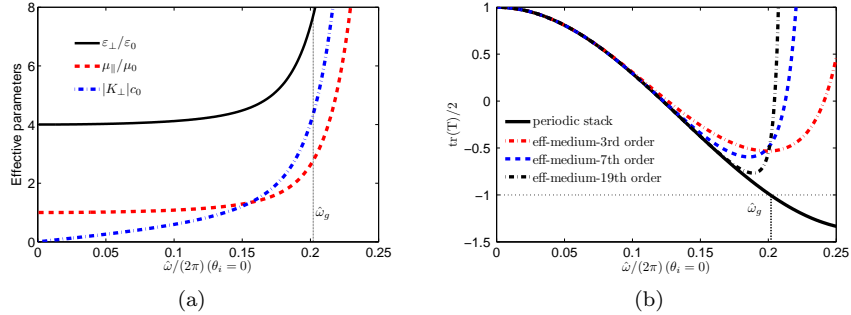 8
6
4
2
0
Effective parameters
ε⊥/ε0
μ∥/μ0
|K⊥|c0
ω̂g
0 0.05 0.1 0.15 0.2 0.25
ω̂/(2π) (θi = 0)
(a)
1
0.5
0
−0.5
−1
−1.5
tr(T)/2
periodic stack
eff-medium-3rd order
eff-medium-7th order
eff-medium-19th order
ω̂g
0 0.05 0.1 0.15 0.2 0.25
ω̂/(2π) (θi = 0)
(b)